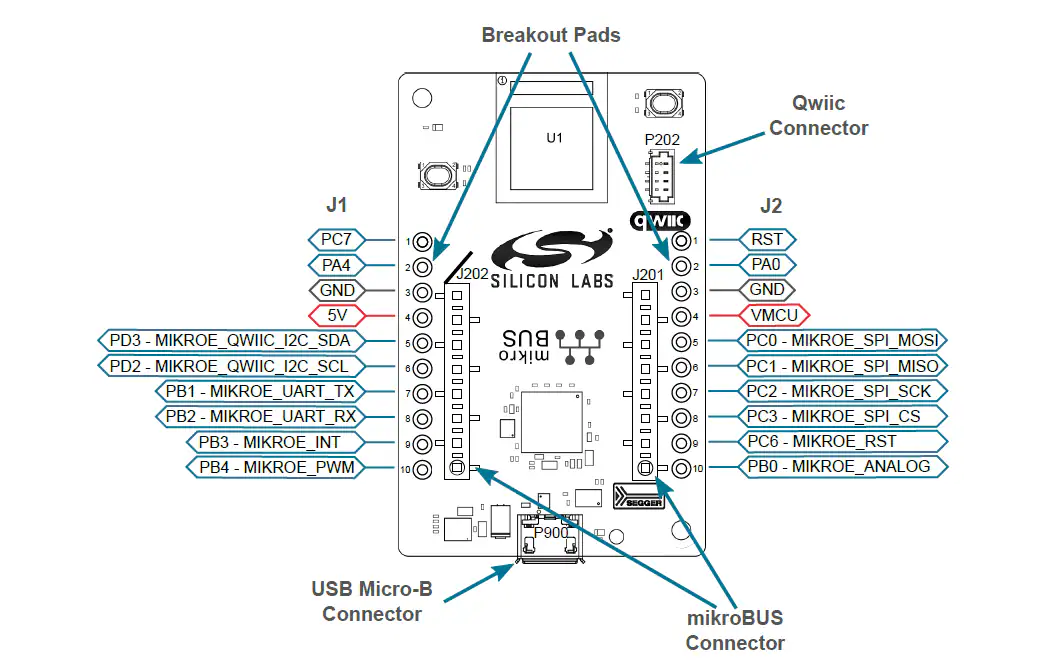 Breakout Pads
Qwiic
Connector
U1
P202
QWIIC
J1
J2
PC7
1
1
RST
PA4
2
2
PA0
GND
3
3
GND
5V
4
4
VMCU
PD3 - MIKROE_QWIIC_I2C_SDA
5
5
PC0 - MIKROE_SPI_MOSI
PD2 - MIKROE_QWIIC_I2C_SCL
6
6
PC1 - MIKROE_SPI_MISO
PB1 - MIKROE_UART_TX
7
7
PC2 - MIKROE_SPI_SCK
PB2 - MIKROE_UART_RX
8
8
PC3 - MIKROE_SPI_CS
PB3 - MIKROE_INT
9
9
PC6 - MIKROE_RST
PB4 - MIKROE_PWM
10
10
PB0 - MIKROE_ANALOG
J202
SILICON LABS
J201
mikro
BUS
SEGGER
P900
USB Micro-B
Connector
mikroBUS
Connector